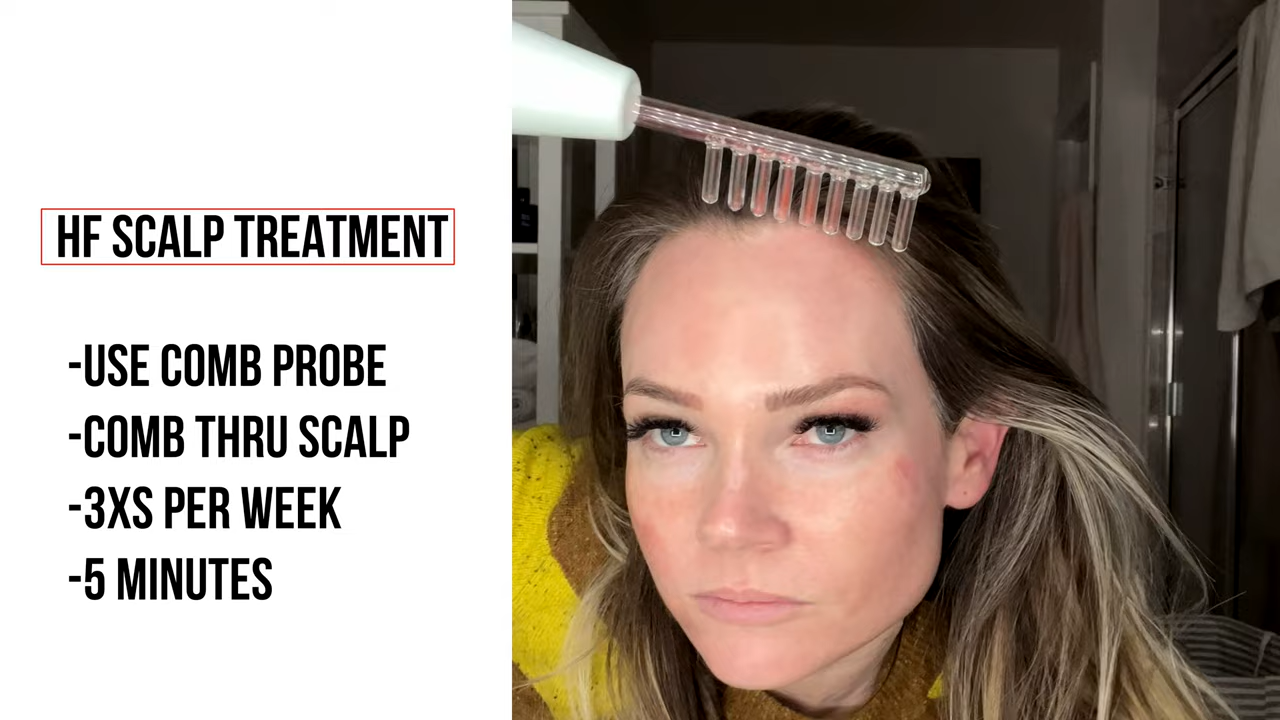 HF SCALP TREATMENT
-USE COMB PROBE
-COMB THRU SCALP
-3XS PER WEEK
-5 MINUTES